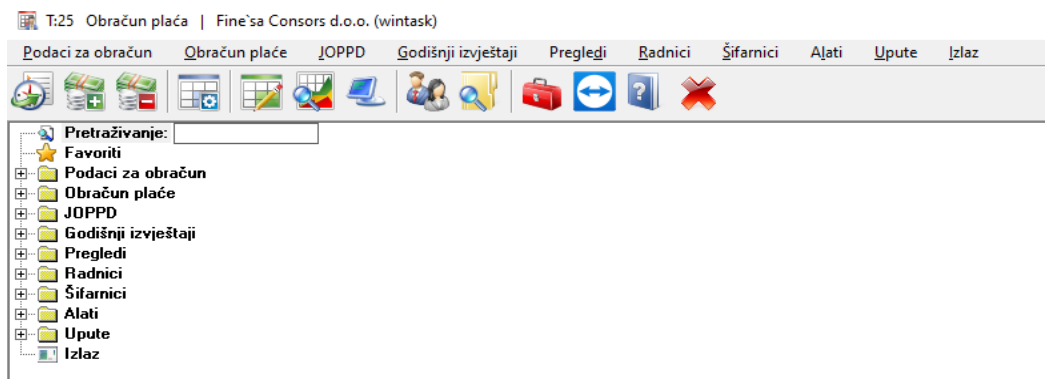 T:25 Obračun plaća | Fine`sa Consors d.o.o. (wintask)
Podaci za obračun Obračun plaće JOPPD Godišnji izvještaji Pregledi Radnici Šifarnici Alati Upute Izlaz
Pretraživanje:
Favoriti
Podaci za obračun
Obračun plaće
JOPPD
Godišnji izvještaji
Pregledi
Radnici
Šifarnici
Alati
Upute
Izlaz